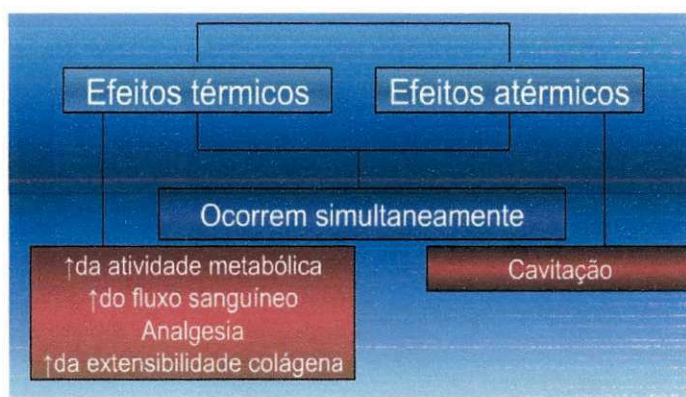 Efeitos térmicos
Efeitos atérmicos
Ocorrem simultaneamente
↑da atividade metabólica
↑do fluxo sanguíneo
Analgesia
↑da extensibilidade colágena
Cavitação